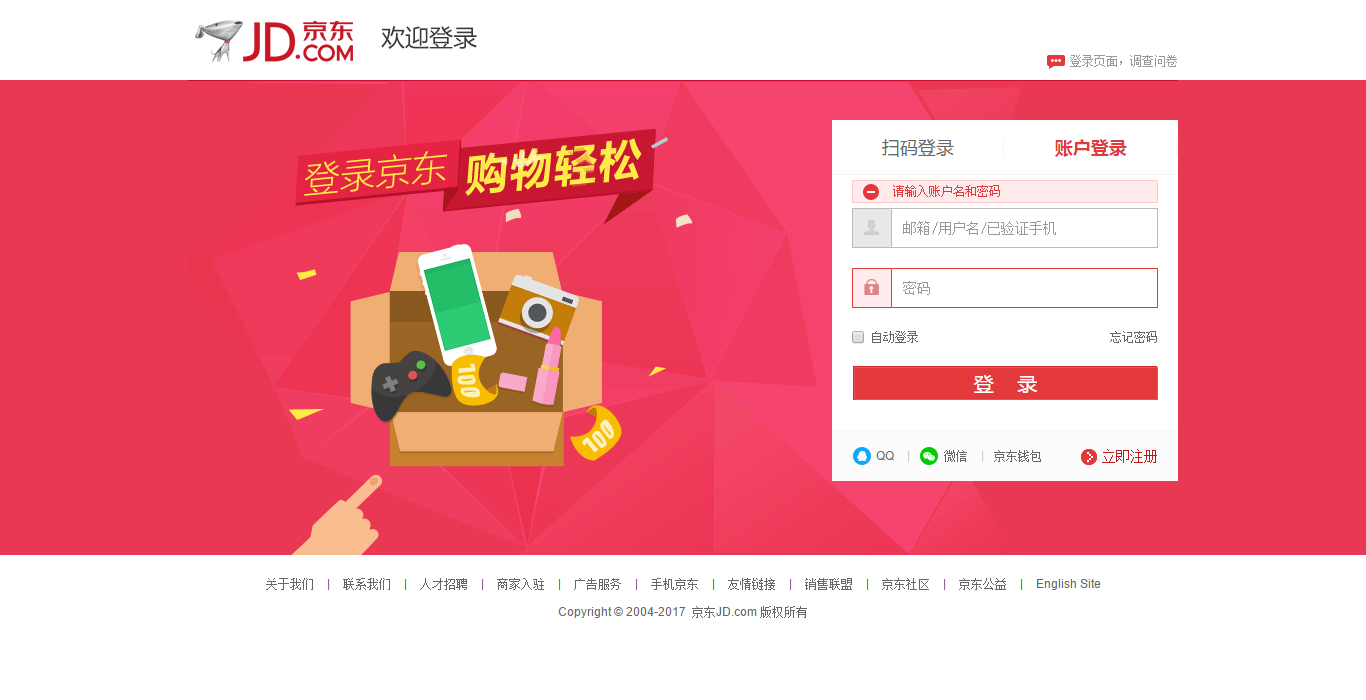 JD.COM 京东 欢迎登录
登录页面，调查问卷
登录京东 购物轻松
100
100
扫码登录 账户登录
请输入账户名和密码
邮箱/用户名/已验证手机
密码
自动登录 忘记密码
登 录
QQ | 微信 | 京东钱包 立即注册
关于我们 | 联系我们 | 人才招聘 | 商家入驻 | 广告服务 | 手机京东 | 友情链接 | 销售联盟 | 京东社区 | 京东公益 | English Site
Copyright © 2004-2017 京东JD.com 版权所有